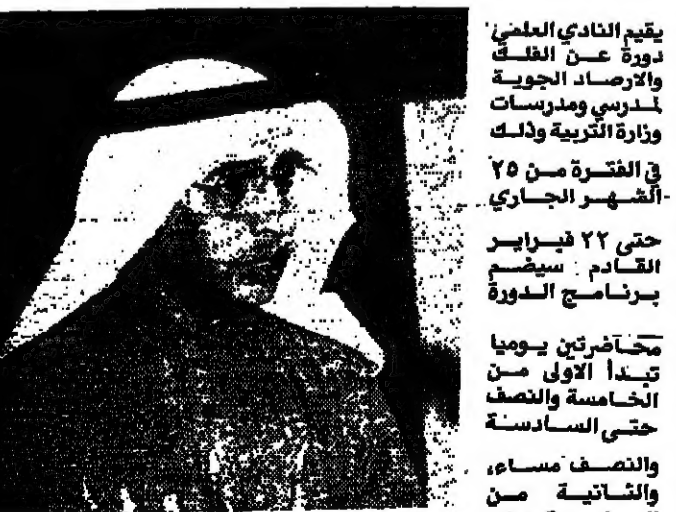 يقيم النادي العلمي
دورة عن الفلك
والارصاد الجوية
لمدرسي ومدرسات
وزارة التربية وذلك
في الفترة من ٢٥
الشهر الجاري
حتى ٢٢ فبراير
القادم . سيضم
برنامج الدورة
محاضرتين يوميا
تبدأ الاولى من
الخامسة والنصف
حتى السادسة
والنصف مساء،
والثانية من